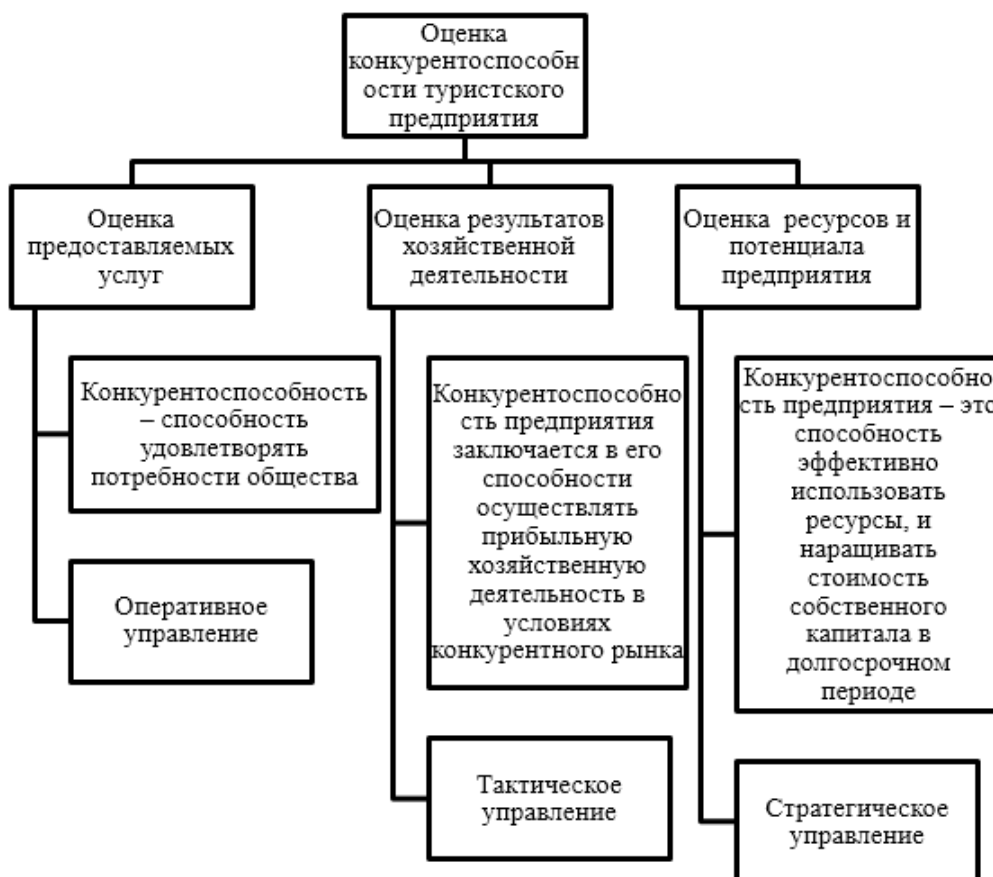 Оценка
конкурентоспособн
ости туристского
предприятия
Оценка
предоставляемых
услуг
Оценка результатов
хозяйственной
деятельности
Оценка ресурсов и
потенциала
предприятия
Конкурентоспособность
– способность
удовлетворять
потребности общества
Оперативное
управление
Конкурентоспособно
сть предприятия
заключается в его
способности
осуществлять
прибыльную
хозяйственную
деятельность в
условиях
конкурентного рынка
Тактическое
управление
Конкурентоспособно
сть предприятия – это
способность
эффективно
использовать
ресурсы, и
наращивать
стоимость
собственного
капитала в
долгосрочном
периоде
Стратегическое
управление